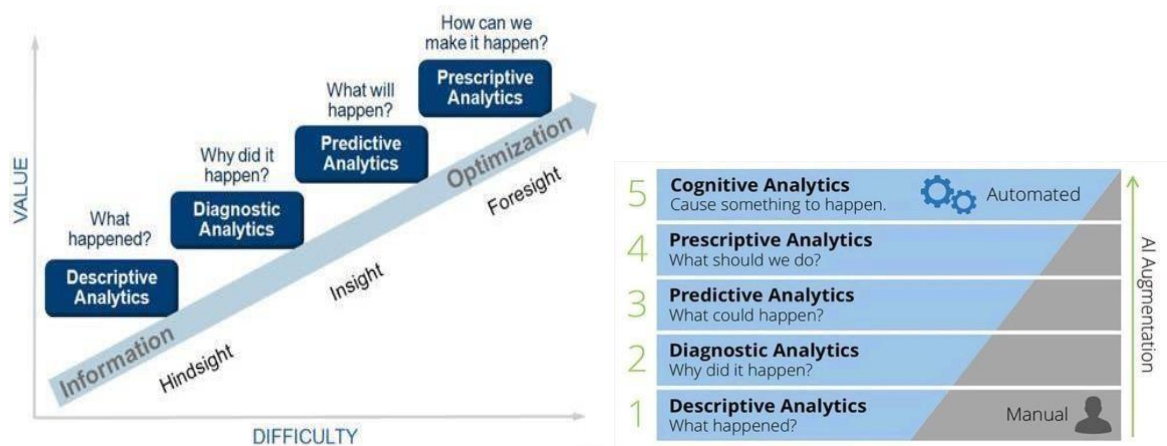 How can we
make it happen?
Prescriptive
Analytics
What will
happen?
Predictive
Analytics
Optimization
Why did it
happen?
Diagnostic
Analytics
Foresight
What
happened?
Descriptive
Analytics
Insight
Information
Hindsight
VALUE
DIFFICULTY
5
Cognitive Analytics
Cause something to happen.
Automated
4
Prescriptive Analytics
What should we do?
3
Predictive Analytics
What could happen?
2
Diagnostic Analytics
Why did it happen?
1
Descriptive Analytics
What happened?
Manual
AI Augmentation